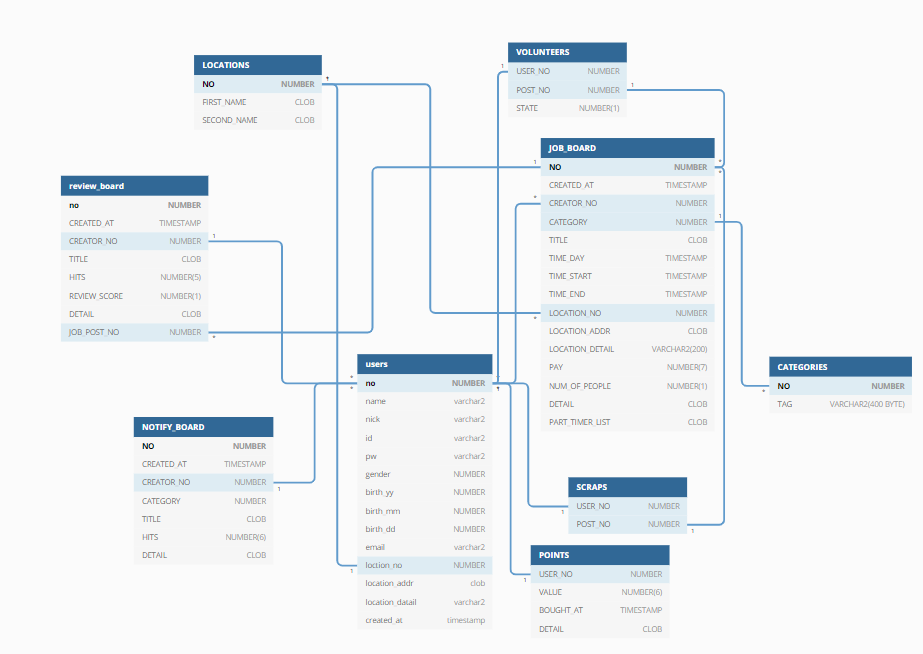 LOCATIONS
NO NUMBER
FIRST_NAME CLOB
SECOND_NAME CLOB
VOLUNTEERS
USER_NO NUMBER
POST_NO NUMBER
STATE NUMBER(1)
JOB_BOARD
NO NUMBER
CREATED_AT TIMESTAMP
CREATOR_NO NUMBER
CATEGORY NUMBER
TITLE CLOB
TIME_DAY TIMESTAMP
TIME_START TIMESTAMP
TIME_END TIMESTAMP
LOCATION_NO NUMBER
LOCATION_ADDR CLOB
LOCATION_DETAIL VARCHAR2(200)
PAY NUMBER(7)
NUM_OF_PEOPLE NUMBER(1)
DETAIL CLOB
PART_TIMER_LIST CLOB
review_board
no NUMBER
CREATED_AT TIMESTAMP
CREATOR_NO NUMBER
TITLE CLOB
HITS NUMBER(5)
REVIEW_SCORE NUMBER(1)
DETAIL CLOB
JOB_POST_NO NUMBER
users
no NUMBER
name varchar2
nick varchar2
id varchar2
pw varchar2
gender NUMBER
birth_yy NUMBER
birth_mm NUMBER
birth_dd NUMBER
email varchar2
loction_no NUMBER
location_addr clob
location_datail varchar2
created_at timestamp
CATEGORIES
NO NUMBER
TAG VARCHAR2(400 BYTE)
NOTIFY_BOARD
NO NUMBER
CREATED_AT TIMESTAMP
CREATOR_NO NUMBER
CATEGORY NUMBER
TITLE CLOB
HITS NUMBER(6)
DETAIL CLOB
SCRAPS
USER_NO NUMBER
POST_NO NUMBER
POINTS
USER_NO NUMBER
VALUE NUMBER(6)
BOUGHT_AT TIMESTAMP
DETAIL CLOB